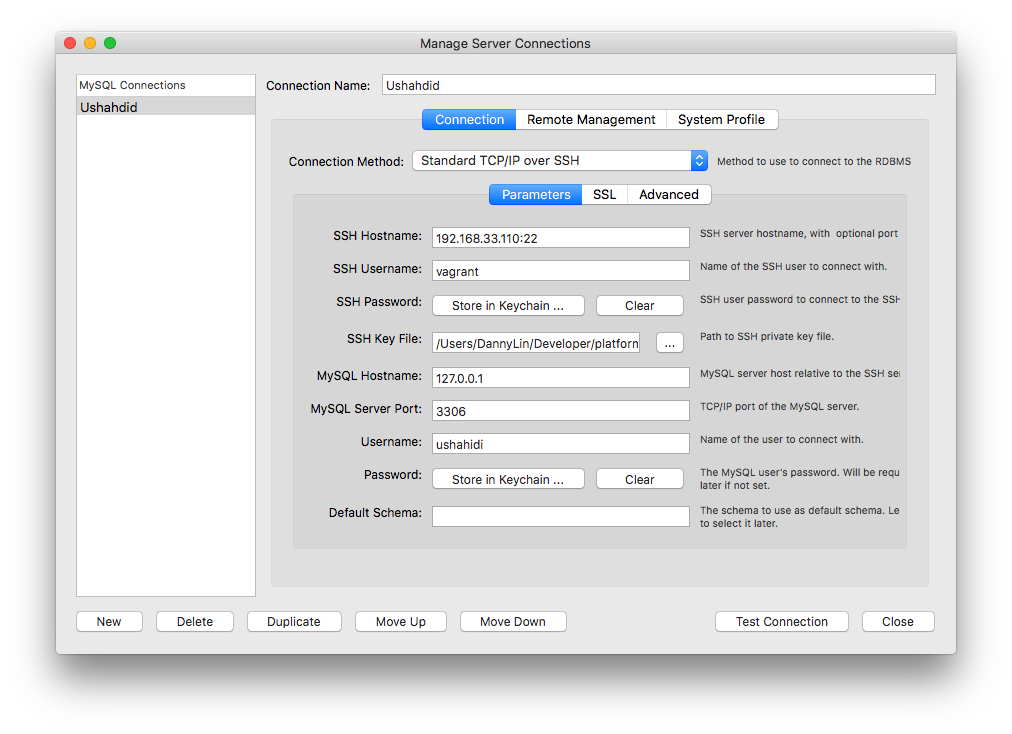 Manage Server Connections
MySQL Connections
Ushahdid
Connection Name: Ushahdid
Connection Remote Management System Profile
Connection Method: Standard TCP/IP over SSH Method to use to connect to the RDBMS
Parameters SSL Advanced
SSH Hostname: 192.168.33.110:22 SSH server hostname, with optional port
SSH Username: vagrant Name of the SSH user to connect with.
SSH Password: Store in Keychain ... Clear SSH user password to connect to the SSH
SSH Key File: /Users/DannyLin/Developer/platform ... Path to SSH private key file.
MySQL Hostname: 127.0.0.1 MySQL server host relative to the SSH se
MySQL Server Port: 3306 TCP/IP port of the MySQL server.
Username: ushahidi Name of the user to connect with.
Password: Store in Keychain ... Clear The MySQL user's password. Will be requ
later if not set.
Default Schema: The schema to use as default schema. Le
to select it later.
New Delete Duplicate Move Up Move Down Test Connection Close